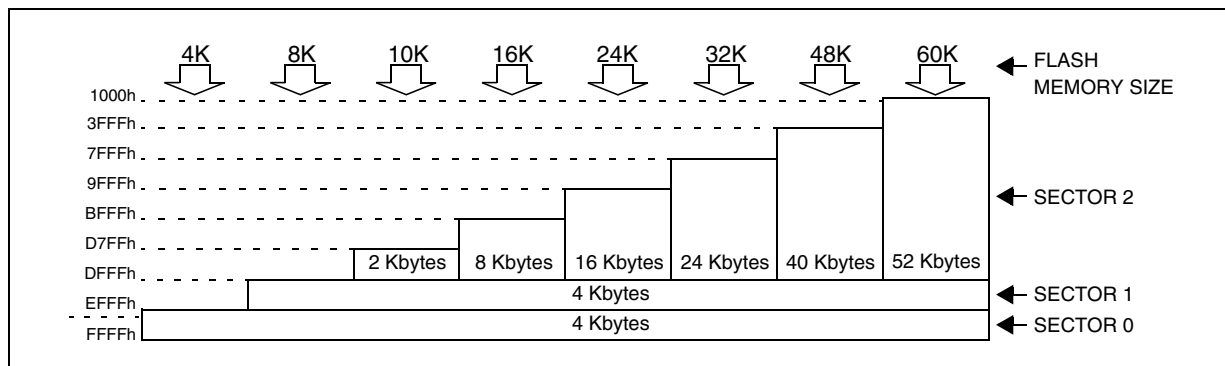 4K 8K 10K 16K 24K 32K 48K 60K FLASH
MEMORY SIZE
1000h
3FFFh
7FFFh
9FFFh
SECTOR 2
BFFFh
D7FFh
2 Kbytes 8 Kbytes 16 Kbytes 24 Kbytes 40 Kbytes 52 Kbytes
DFFFh
4 Kbytes SECTOR 1
EFFFh
4 Kbytes SECTOR 0
FFFFh